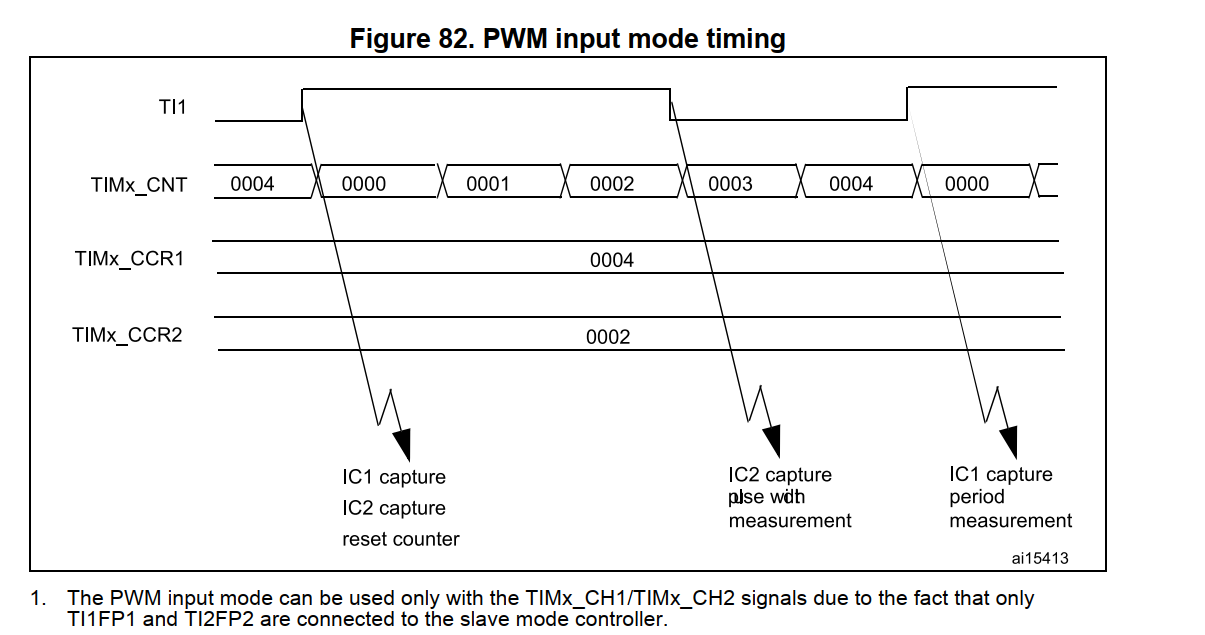 Figure 82. PWM input mode timing
TI1
TIMx_CNT 0004 0000 0001 0002 0003 0004 0000
TIMx_CCR1 0004
TIMx_CCR2 0002
IC1 capture
IC2 capture
reset counter
IC2 capture
measurement
IC1 capture
period
measurement
ai15413
1. The PWM input mode can be used only with the TIMx_CH1/TIMx_CH2 signals due to the fact that only
TI1FP1 and TI2FP2 are connected to the slave mode controller.